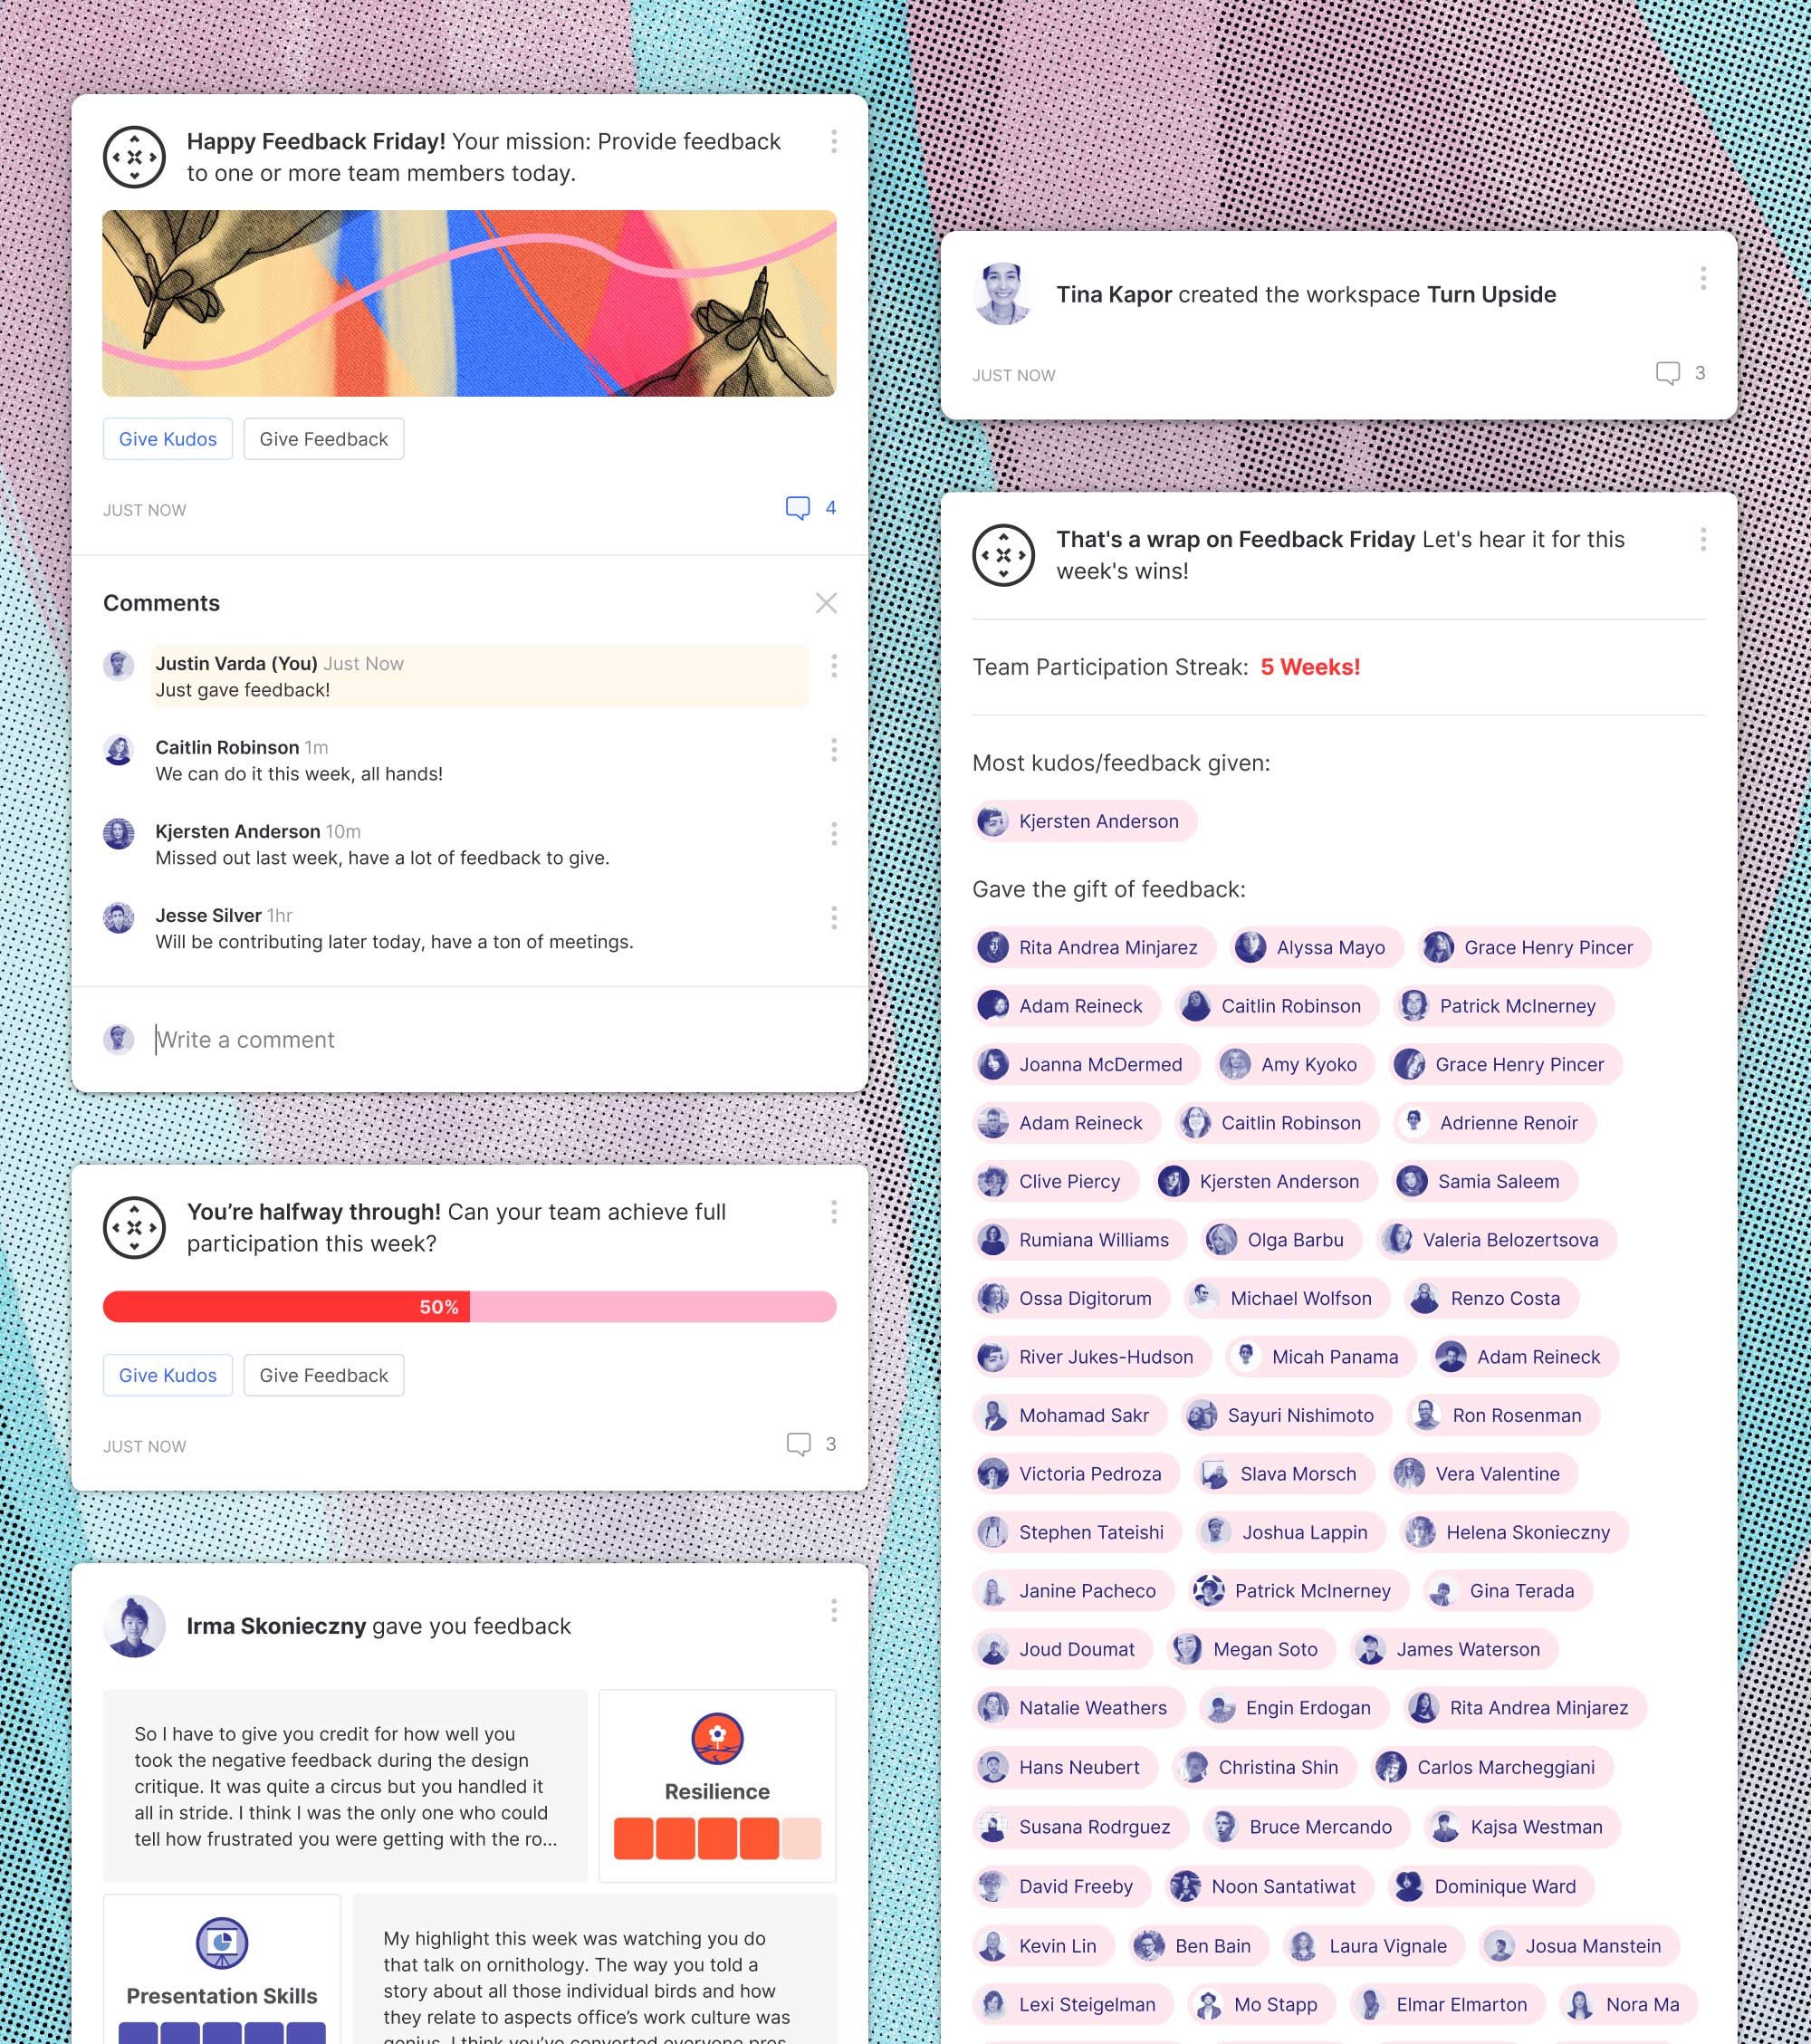 Happy Feedback Friday! Your mission: Provide feedback
to one or more team members today.
Give Kudos
Give Feedback
JUST NOW
4
Comments
Justin Varda (You) Just Now
Just gave feedback!
Caitlin Robinson 1m
We can do it this week, all hands!
Kjersten Anderson 10m
Missed out last week, have a lot of feedback to give.
Jesse Silver 1hr
Will be contributing later today, have a ton of meetings.
Write a comment
You’re halfway through! Can your team achieve full
participation this week?
50%
Give Kudos
Give Feedback
JUST NOW
3
Irma Skonieczny gave you feedback
So I have to give you credit for how well you
took the negative feedback during the design
critique. It was quite a circus but you handled it
all in stride. I think I was the only one who could
tell how frustrated you were getting with the ro...
Resilience
Presentation Skills
My highlight this week was watching you do
that talk on ornithology. The way you told a
story about all those individual birds and how
they relate to aspects office’s work culture was
genius. I think you’ve converted everyone pres
Tina Kapor created the workspace Turn Upside
JUST NOW
3
That's a wrap on Feedback Friday Let's hear it for this
week's wins!
Team Participation Streak: 5 Weeks!
Most kudos/feedback given:
Kjersten Anderson
Gave the gift of feedback:
Rita Andrea Minjarez Alyssa Mayo Grace Henry Pincer
Adam Reineck Caitlin Robinson Patrick McInerney
Joanna McDermed Amy Kyoko Grace Henry Pincer
Adam Reineck Caitlin Robinson Adrienne Renoir
Clive Piercy Kjersten Anderson Samia Saleem
Rumiana Williams Olga Barbu Valeria Belozertsova
Ossa Digitorum Michael Wolfson Renzo Costa
River Jukes-Hudson Micah Panama Adam Reineck
Mohamad Sakr Sayuri Nishimoto Ron Rosenman
Victoria Pedroza Slava Morsch Vera Valentine
Stephen Tateishi Joshua Lappin Helena Skonieczny
Janine Pacheco Patrick McInerney Gina Terada
Joud Doumat Megan Soto James Waterson
Natalie Weathers Engin Erdogan Rita Andrea Minjarez
Hans Neubert Christina Shin Carlos Marcheggiani
Susana Rodrguez Bruce Mercando Kajsa Westman
David Freeby Noon Santatiwat Dominique Ward
Kevin Lin Ben Bain Laura Vignale Josua Manstein
Lexi Steigelman Mo Stapp Elmar Elmarton Nora Ma